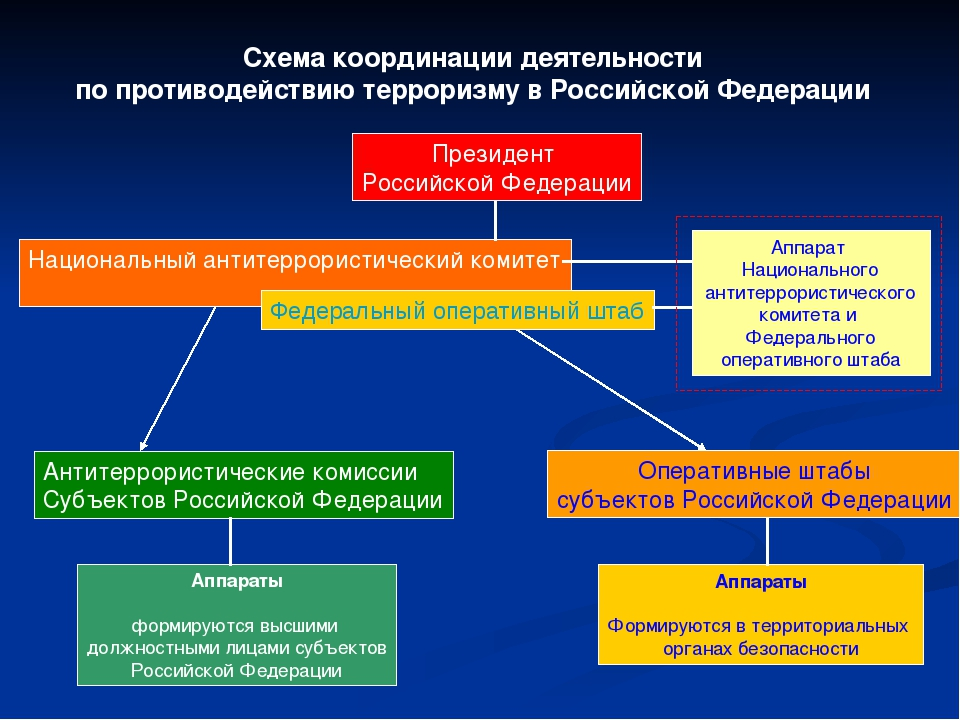 Схема координации деятельности
по противодействию терроризму в Российской Федерации
Президент
Российской Федерации
Национальный антитеррористический комитет
Федеральный оперативный штаб
Аппарат
Национального
антитеррористического
комитета и
Федерального
оперативного штаба
Антитеррористические комиссии
Субъектов Российской Федерации
Оперативные штабы
субъектов Российской Федерации
Аппараты
формируются высшими
должностными лицами субъектов
Российской Федерации
Аппараты
Формируются в территориальных
органах безопасности